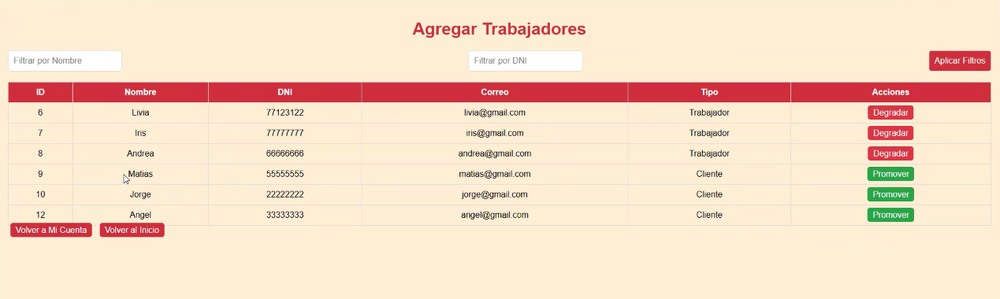 Agregar Trabajadores
Filtrar por Nombre Filtrar por DNI Aplicar Filtros
ID Nombre DNI Correo Tipo Acciones
6 Livia 77123122 livia@gmail.com Trabajador Degradar
7 Iris 77777777 iris@gmail.com Trabajador Degradar
8 Andrea 66666666 andrea@gmail.com Trabajador Degradar
9 Matias 55555555 matias@gmail.com Cliente Promover
10 Jorge 22222222 jorge@gmail.com Cliente Promover
12 Angel 33333333 angel@gmail.com Cliente Promover
Volver a Mi Cuenta Volver al Inicio